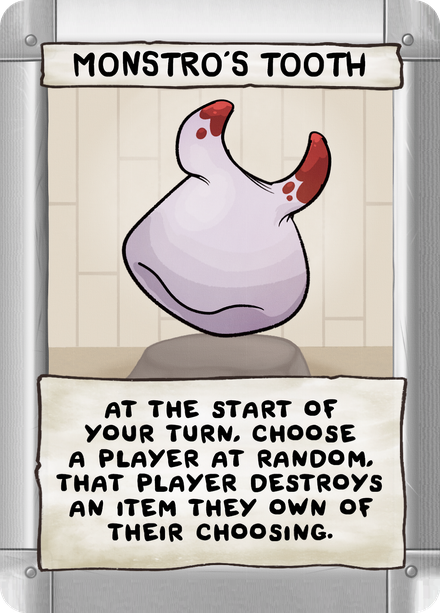 MONSTRO'S TOOTH
AT THE START OF
YOUR TURN, CHOOSE
A PLAYER AT RANDOM.
THAT PLAYER DESTROYS
AN ITEM THEY OWN OF
THEIR CHOOSING.